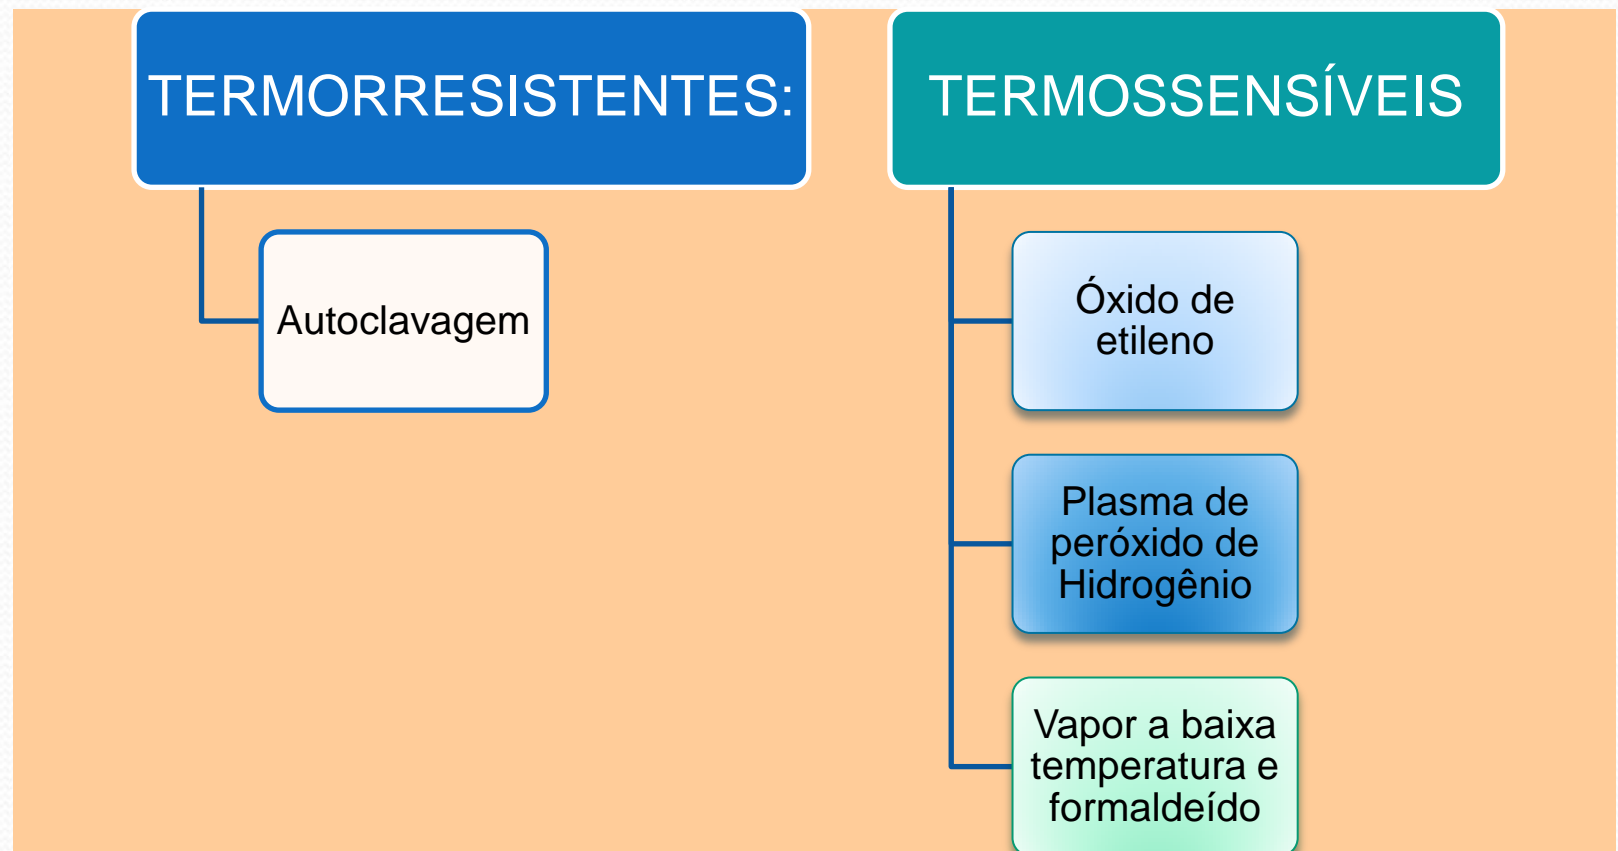 TERMORRESISTENTES:
Autoclavagem
TERMOSSENSÍVEIS
Óxido de
etileno
Plasma de
peróxido de
Hidrogênio
Vapor a baixa
temperatura e
formaldeído